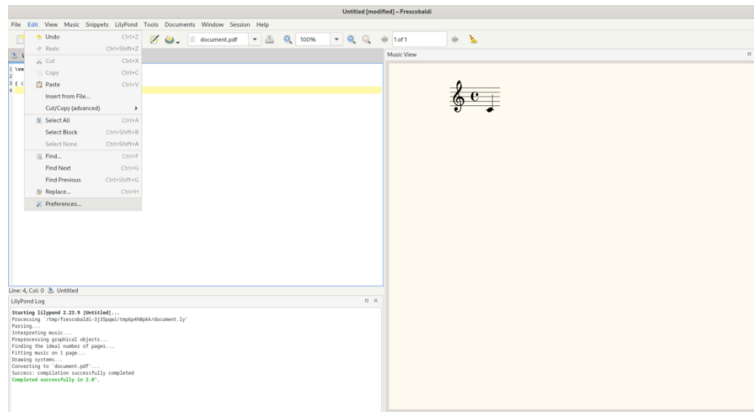 Untitled [modified] – Frescobaldi
File Edit View Music Snippets LilyPond Tools Documents Window Session Help
document.pdf 100% 1 of 1
Undo Ctrl+Z
Redo Ctrl+Shift+Z
Cut Ctrl+X
Copy Ctrl+C
Paste Ctrl+V
Insert from File...
Cut/Copy (advanced)
Select All Ctrl+A
Select Block Ctrl+Shift+B
Select None Ctrl+Shift+A
Find... Ctrl+F
Find Next Ctrl+G
Find Previous Ctrl+Shift+G
Replace... Ctrl+H
Preferences...
1 \ve
2
3 { c
4
Music View
Line: 4, Col: 0 Untitled
LilyPond Log
Starting lilypond 2.23.9 [Untitled]...
Parsing...
Interpreting music...
Preprocessing graphical objects...
Finding the ideal number of pages...
Fitting music on 1 page...
Drawing systems...
Converting to `document.pdf'...
Success: compilation successfully completed
Completed successfully in 2.0".